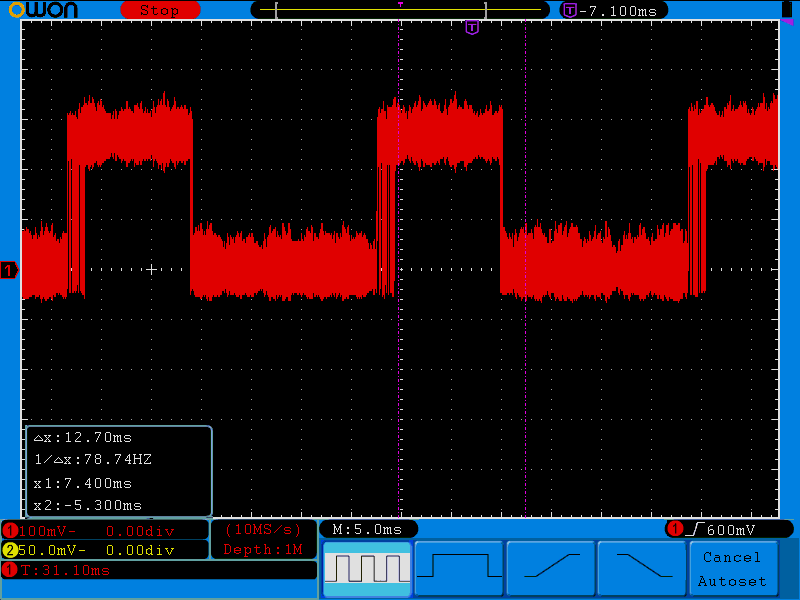 OWON Stop T -7.100ms
T
1
△x:12.70ms
1/△x:78.74HZ
x1:7.400ms
x2:-5.300ms
1 100mV- 0.00div (10MS/s) M:5.0ms 1 600mV
2 50.0mV- 0.00div Depth:1M
1 T:31.10ms
Cancel
Autoset